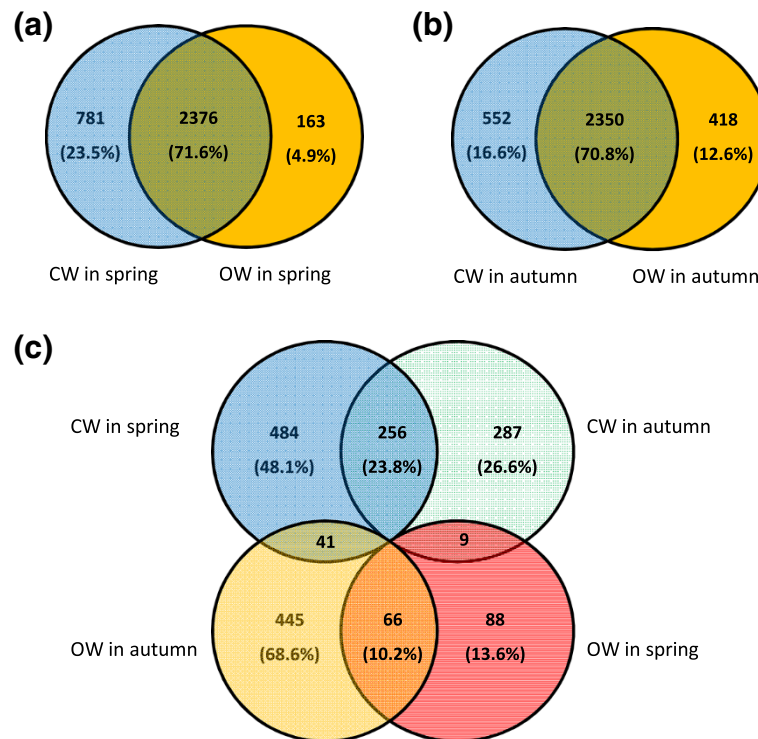 (a)
(b)
781
(23.5%)
2376
(71.6%)
163
(4.9%)
552
(16.6%)
2350
(70.8%)
418
(12.6%)
CW in spring
OW in spring
CW in autumn
OW in autumn
(c)
CW in spring
484
(48.1%)
256
(23.8%)
287
(26.6%)
CW in autumn
41
9
OW in autumn
445
(68.6%)
66
(10.2%)
88
(13.6%)
OW in spring